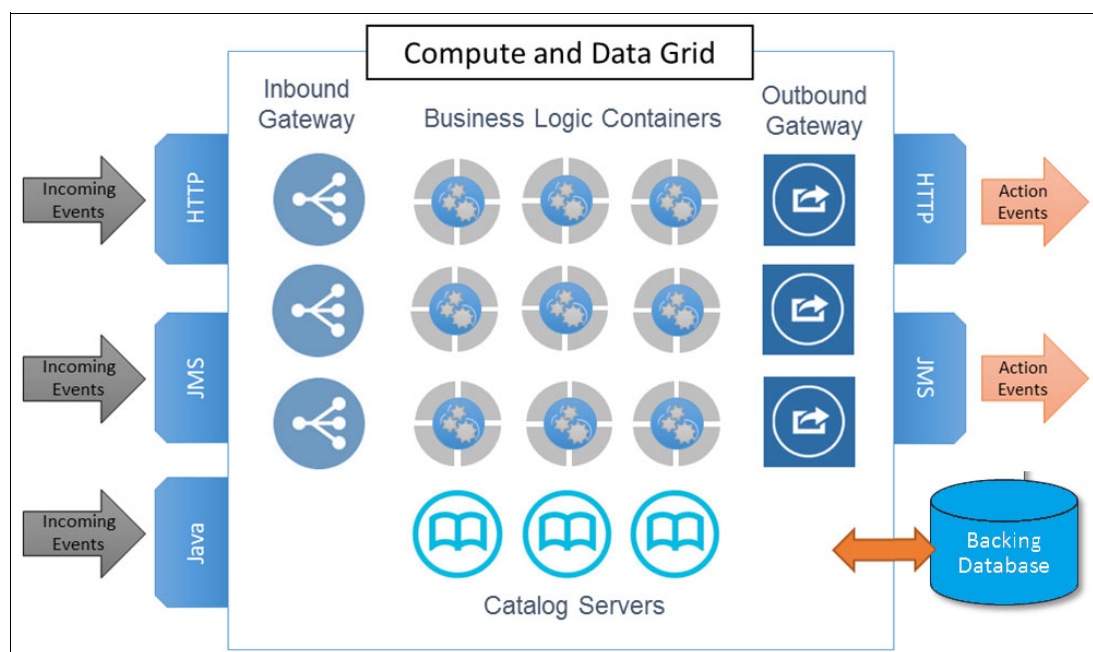 Compute and Data Grid
Inbound
Gateway
Business Logic Containers
Outbound
Gateway
Incoming
Events
HTTP
HTTP
Action
Events
Incoming
Events
JMS
JMS
Action
Events
Incoming
Events
Java
Backing
Database
Catalog Servers